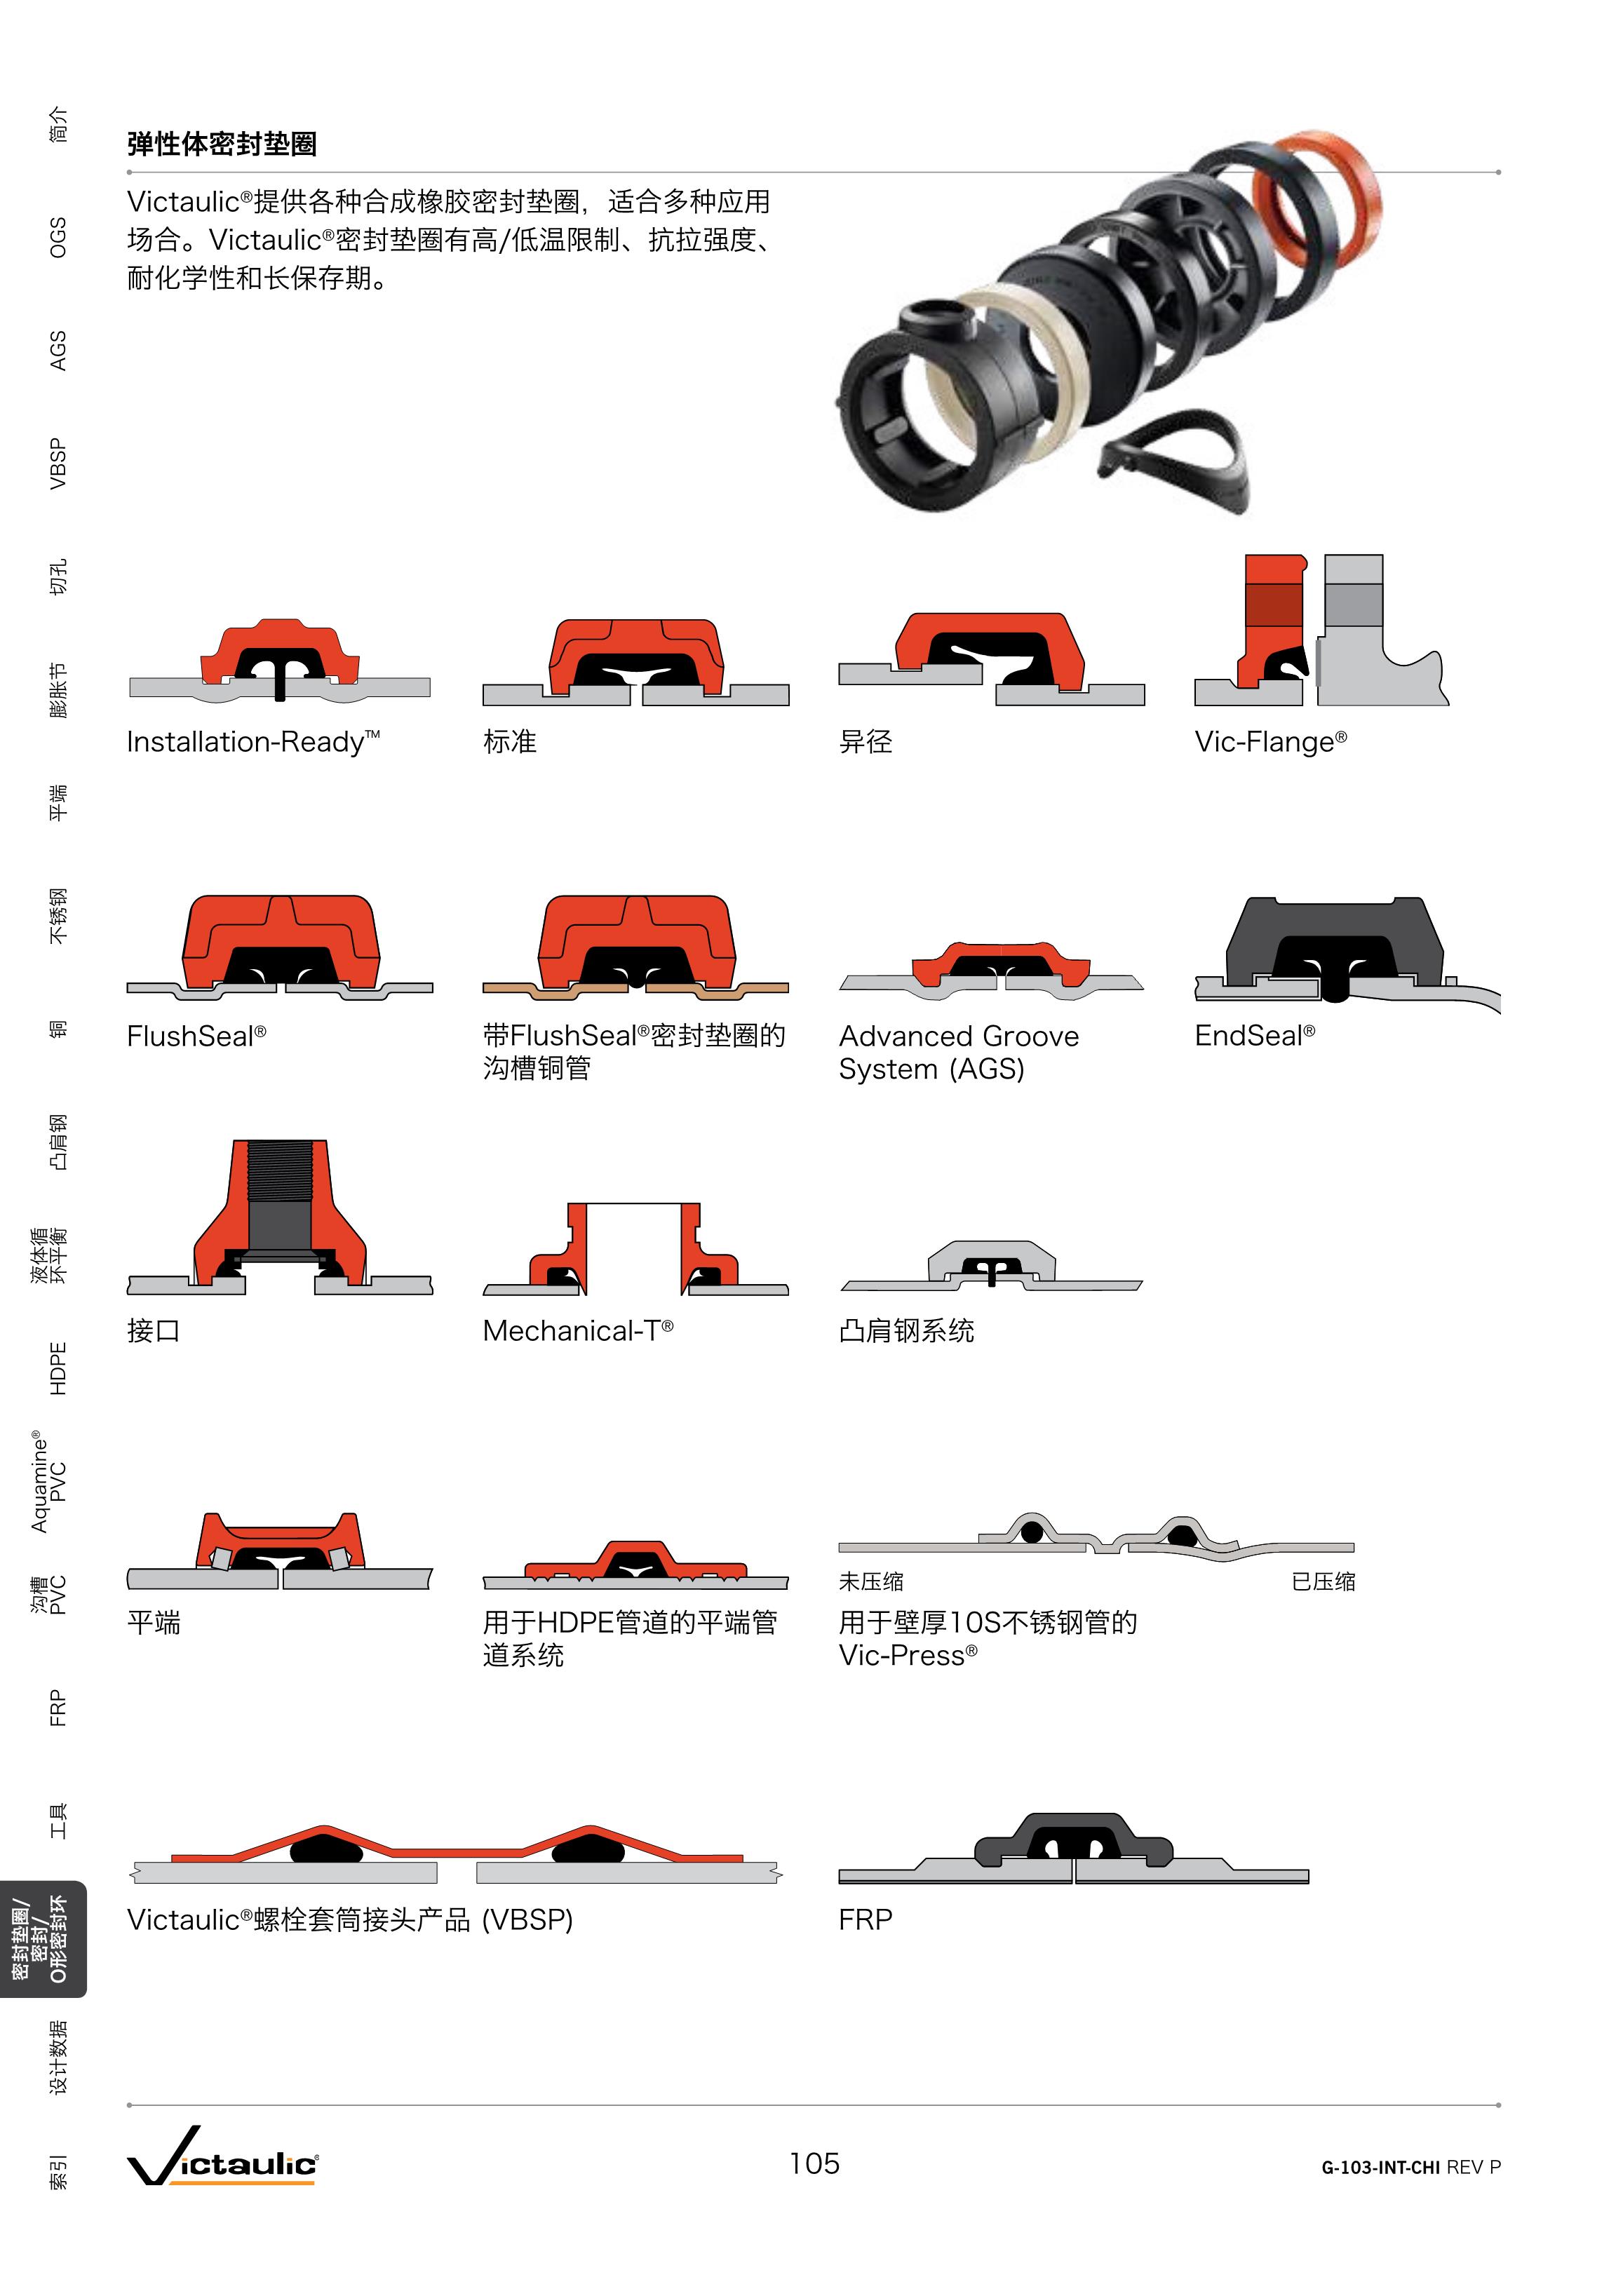 简介
OGS
AGS
VBSP
切孔
膨胀节
平端
不锈钢
铜
凸肩钢
液体循
环平衡
HDPE
Aquamine®
PVC
沟槽
PVC
FRP
工具
密封垫圈/
密封/
O形密封环
设计数据
索引
弹性体密封垫圈
Victaulic®提供各种合成橡胶密封垫圈，适合多种应用
场合。Victaulic®密封垫圈有高/低温限制、抗拉强度、
耐化学性和长保存期。
Installation-Ready™
标准
异径
Vic-Flange®
FlushSeal®
带FlushSeal®密封垫圈的
沟槽铜管
Advanced Groove
System (AGS)
EndSeal®
接口
Mechanical-T®
凸肩钢系统
平端
用于HDPE管道的平端管
道系统
未压缩
已压缩
用于壁厚10S不锈钢管的
Vic-Press®
Victaulic®螺栓套筒接头产品 (VBSP)
FRP
Victaulic®
105
G-103-INT-CHI REV P